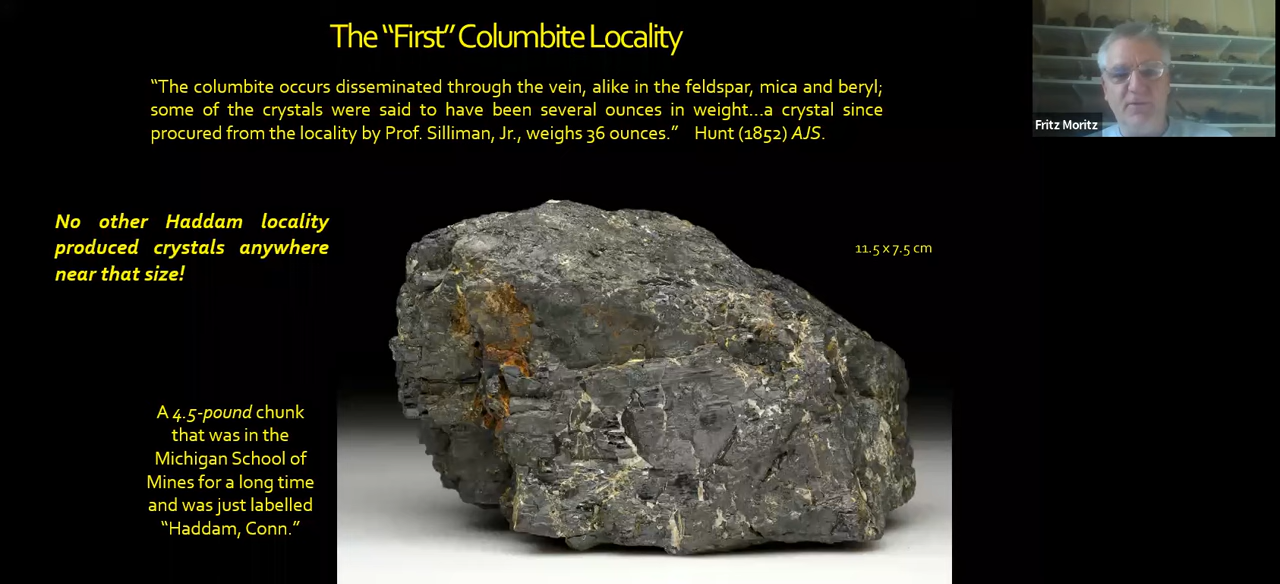 The “First” Columbite Locality
“The columbite occurs disseminated through the vein, alike in the feldspar, mica and beryl;
some of the crystals were said to have been several ounces in weight...a crystal since
procured from the locality by Prof. Silliman, Jr., weighs 36 ounces.” Hunt (1852) AJS.
Fritz Moritz
No other Haddam locality
produced crystals anywhere
near that size!
11.5 x 7.5 cm
A 4.5-pound chunk
that was in the
Michigan School of
Mines for a long time
and was just labelled
“Haddam, Conn.”